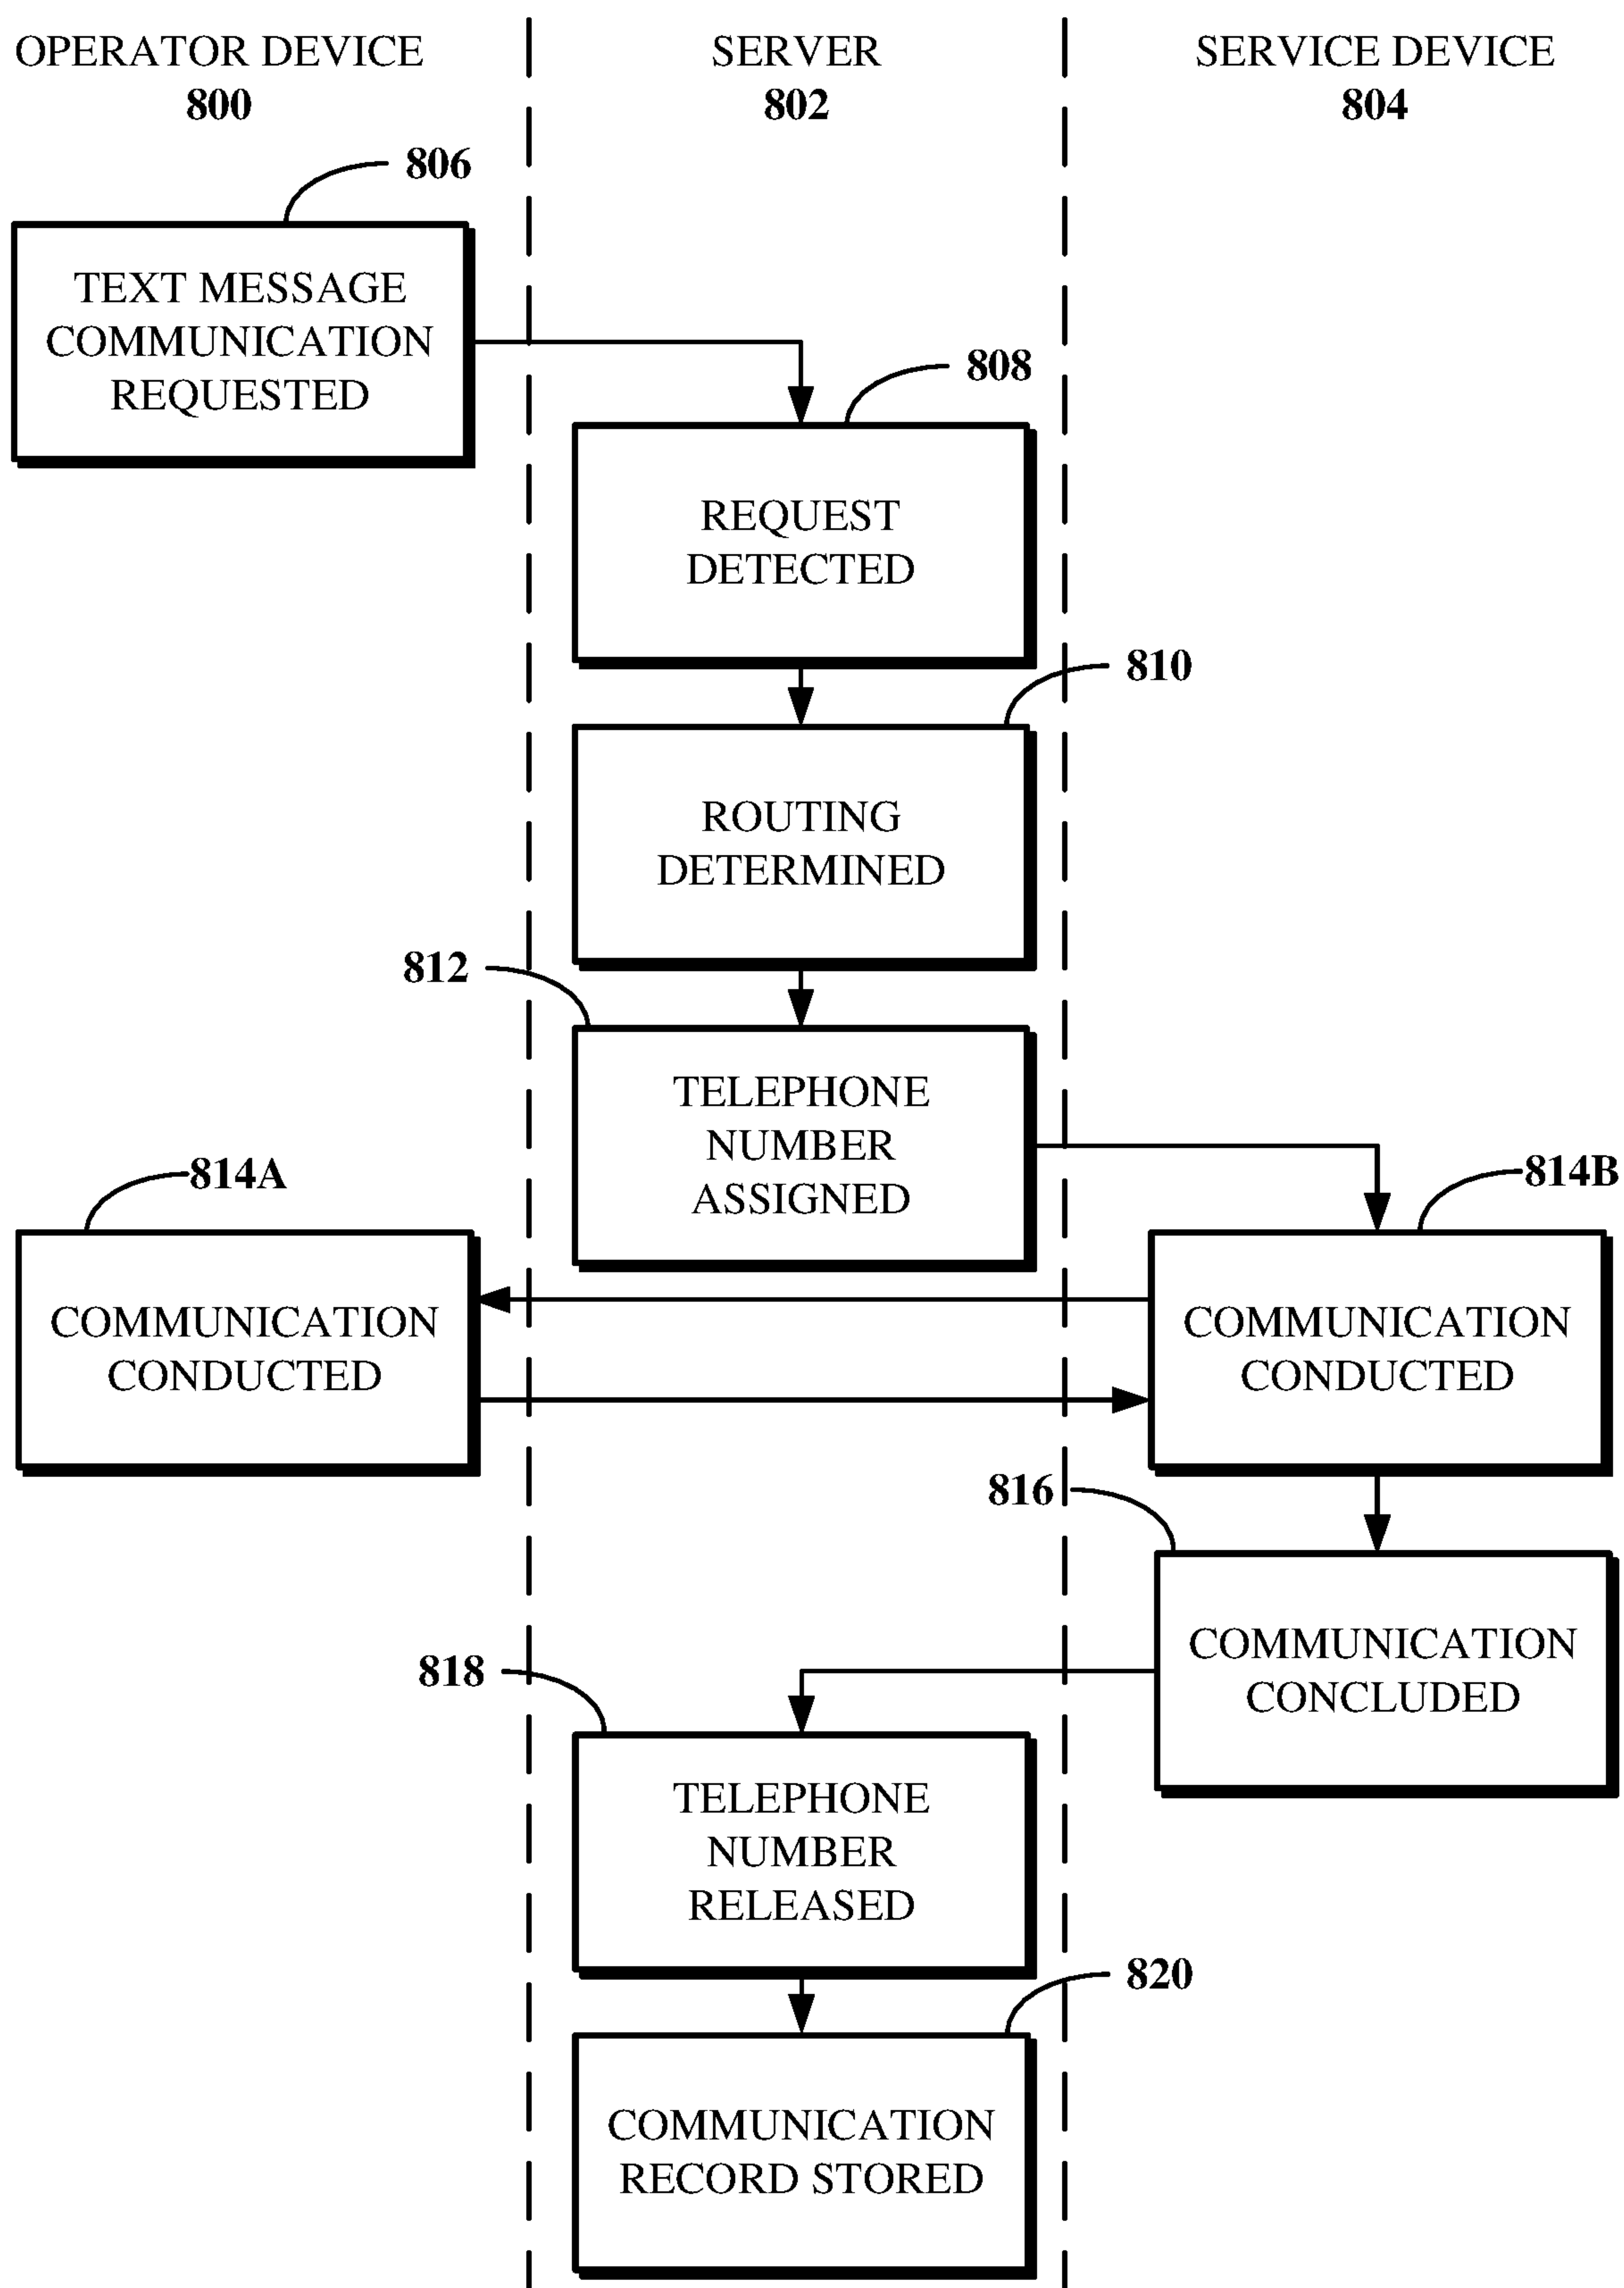 OPERATOR DEVICE
800
SERVER
802
SERVICE DEVICE
804
806
TEXT MESSAGE
COMMUNICATION
REQUESTED
808
REQUEST
DETECTED
810
ROUTING
DETERMINED
812
TELEPHONE
NUMBER
ASSIGNED
814A
COMMUNICATION
CONDUCTED
814B
COMMUNICATION
CONDUCTED
816
COMMUNICATION
CONCLUDED
818
TELEPHONE
NUMBER
RELEASED
820
COMMUNICATION
RECORD STORED